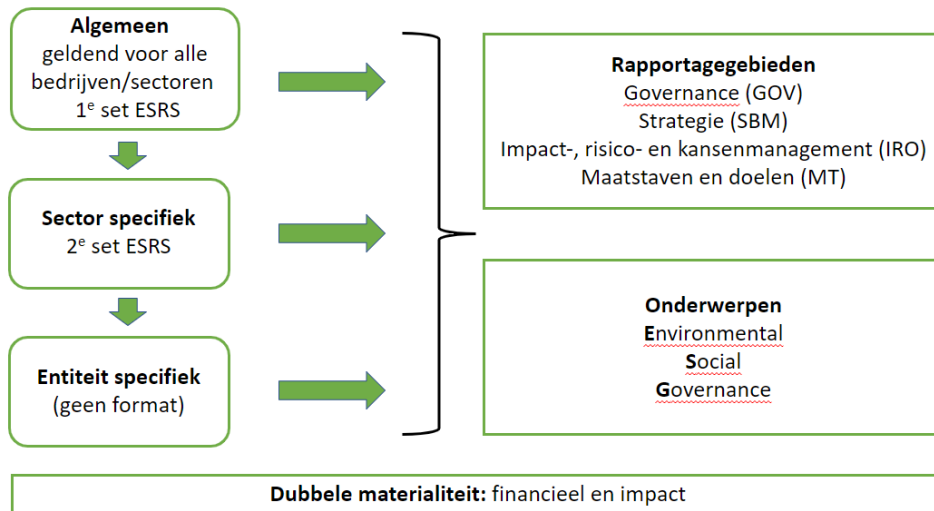 Algemeen
geldend voor alle
bedrijven/sectoren
1e set ESRS
Sector specifiek
2e set ESRS
Entiteit specifiek
(geen format)
Rapportagegebieden
Governance (GOV)
Strategie (SBM)
Impact-, risico- en kansenmanagement (IRO)
Maatstaven en doelen (MT)
Onderwerpen
Environmental
Social
Governance
Dubbele materialiteit: financieel en impact